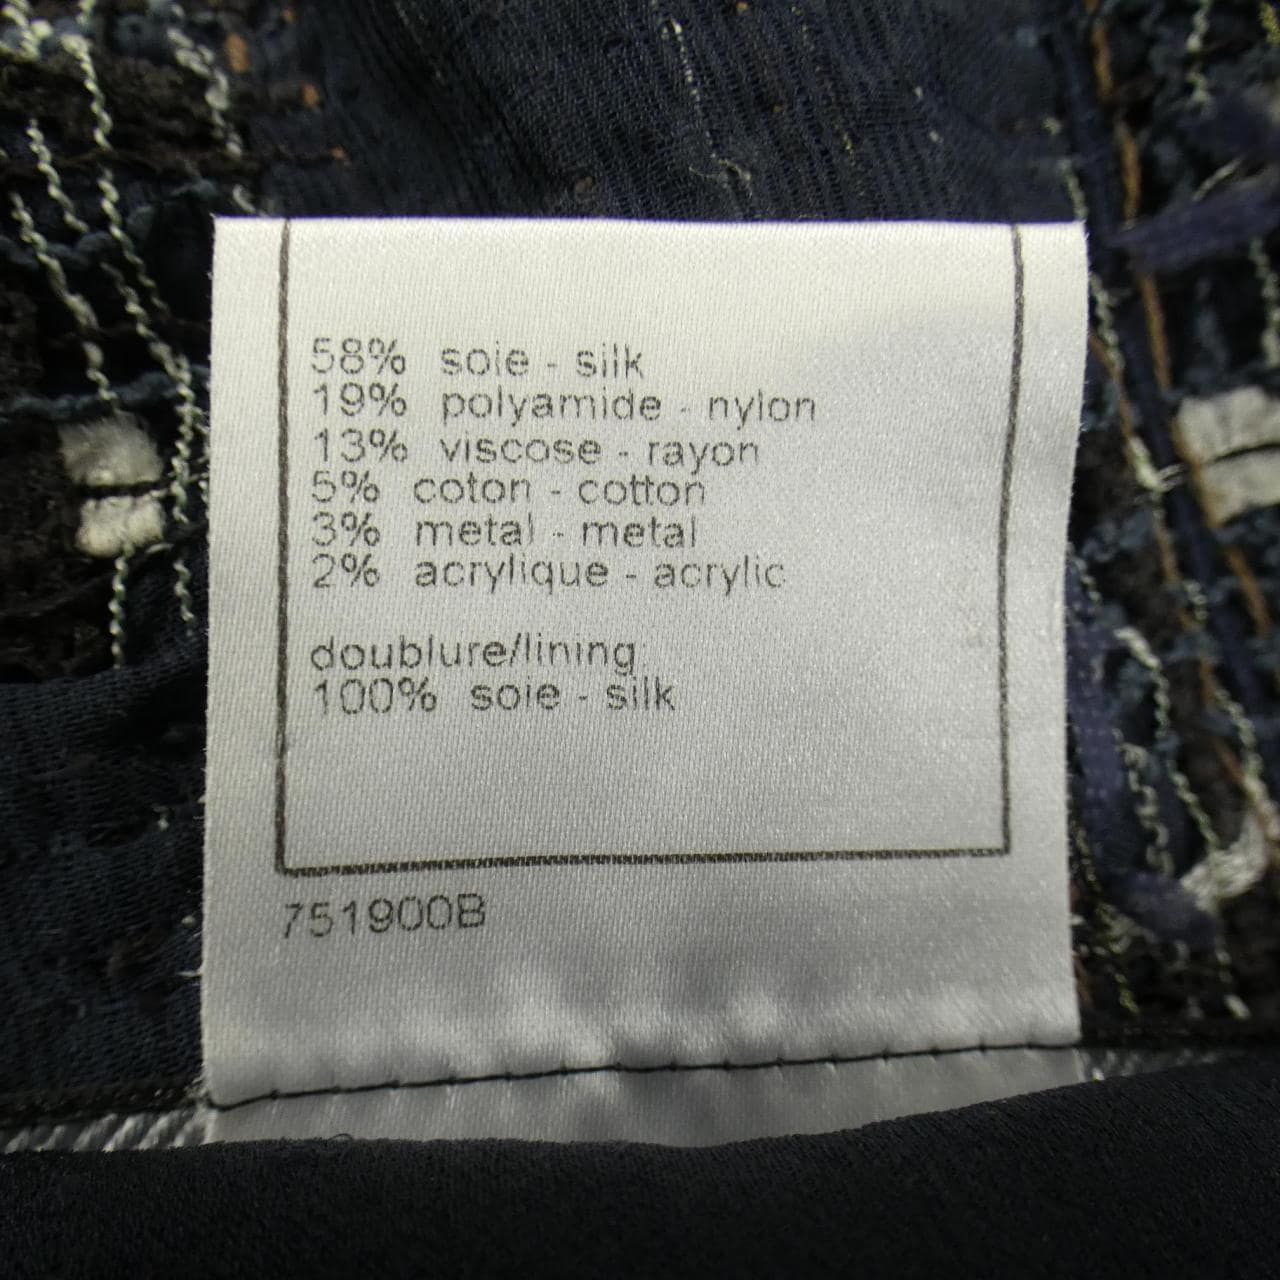 58% soie - silk
19% polyamide - nylon
13% viscose - rayon
5% coton - cotton
3% metal - metal
2% acrylique - acrylic
doublure/lining
100% soie - silk
751900B